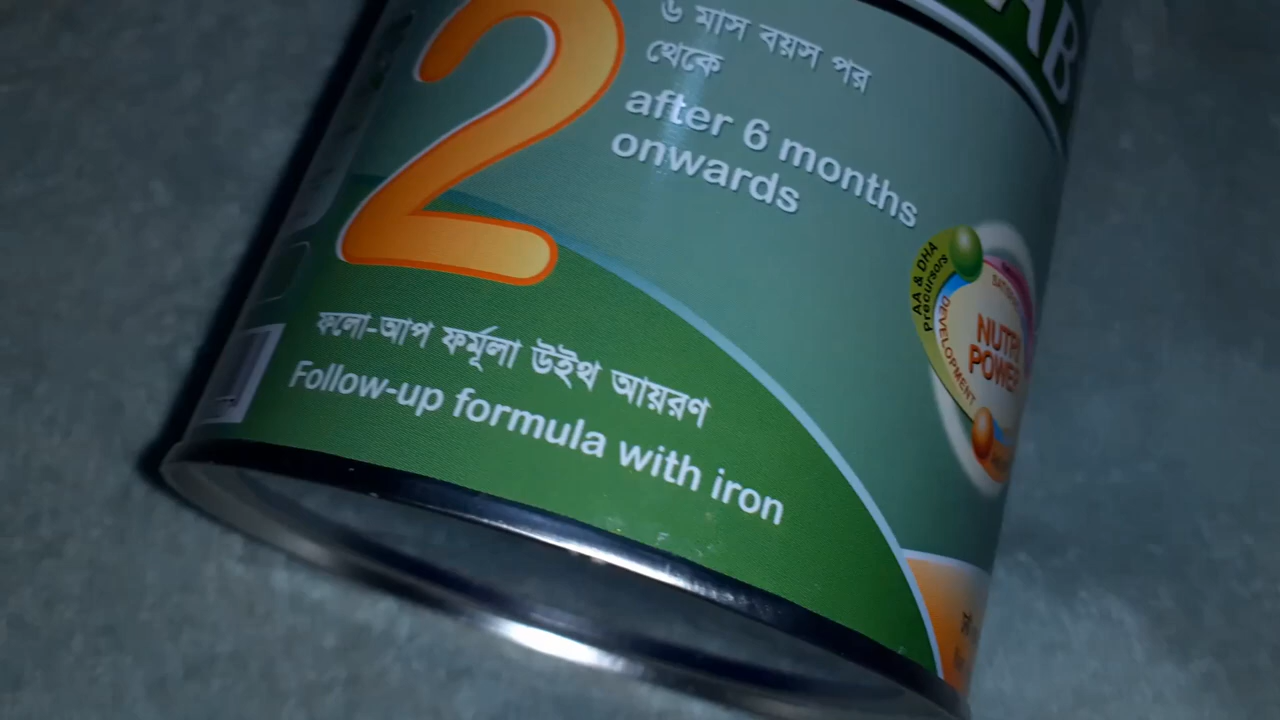 2
৬ মাস বয়স পর
থেকে
after 6 months
onwards
AA & DHA
Precursors
DEVELOPMENT
NUTRI
POWER
ফলো-আপ ফর্মূলা উইথ আয়রণ
Follow-up formula with iron